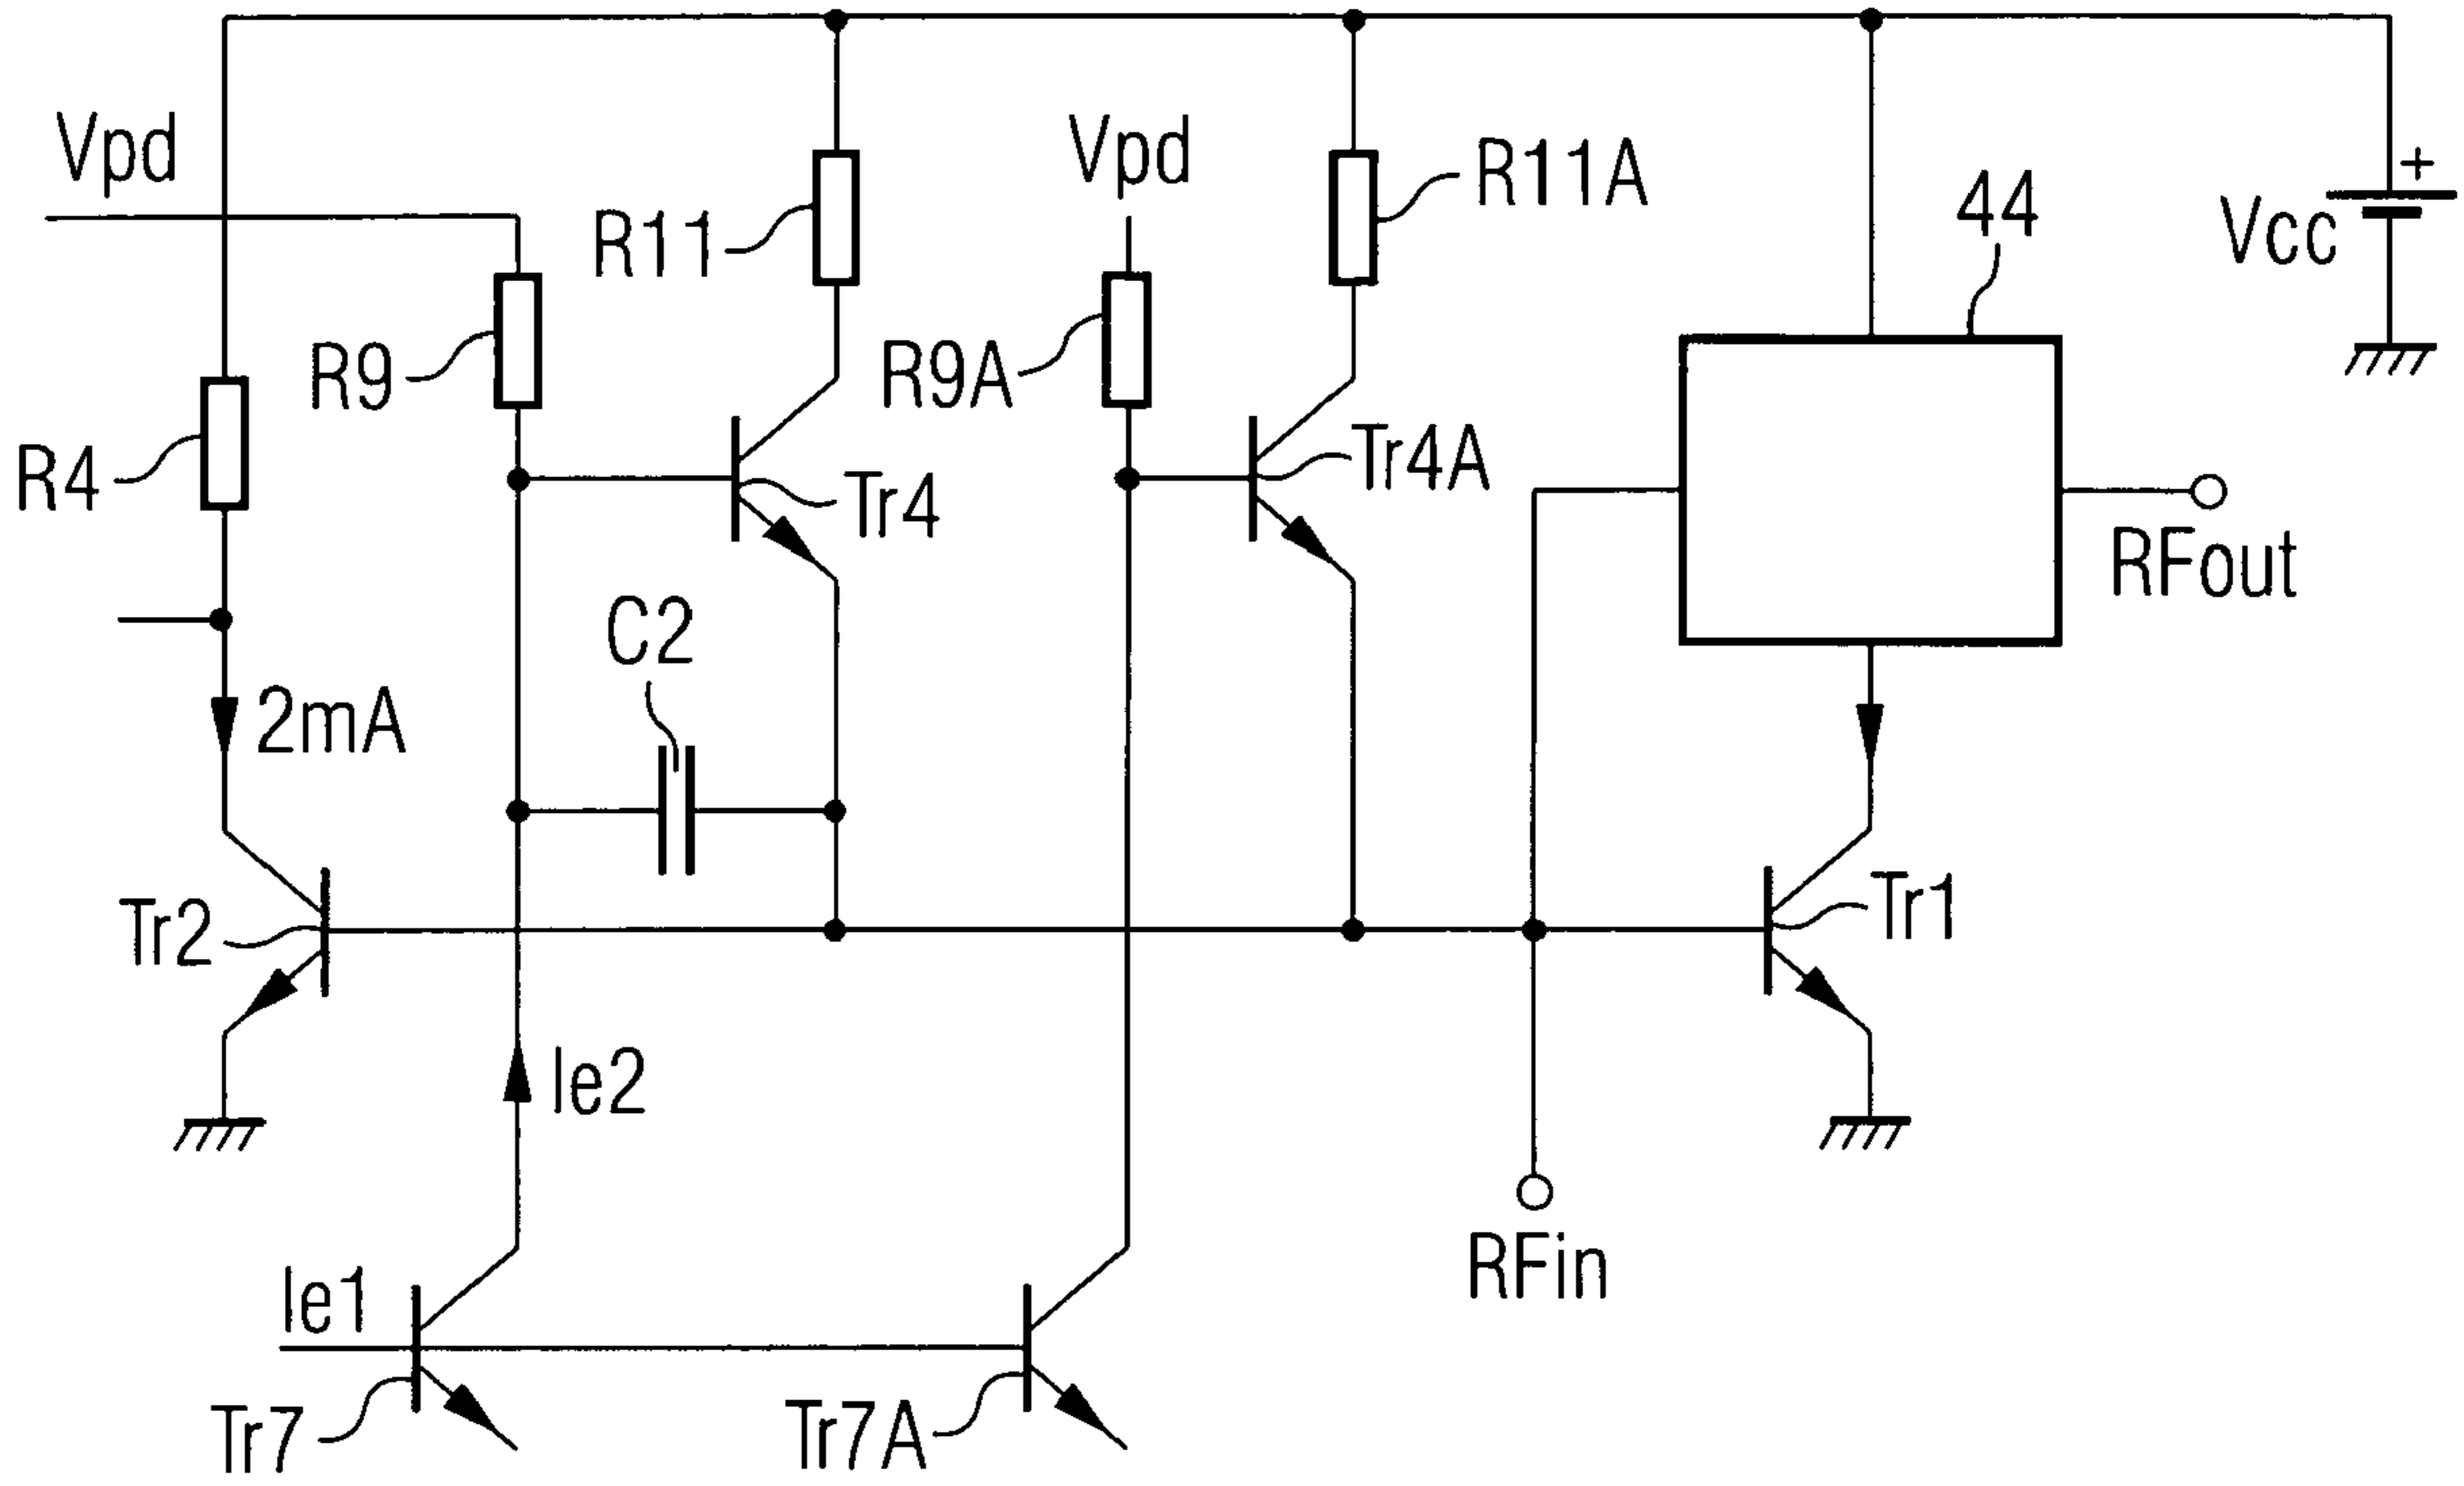 Vpd
Vpd
R11A
+
44
R11
Vcc
R9
R9A
R4
Tr4A
Tr4
RFout
C2
2mA
Tr2
Tr1
Ie2
RFin
Ie1
Tr7
Tr7A